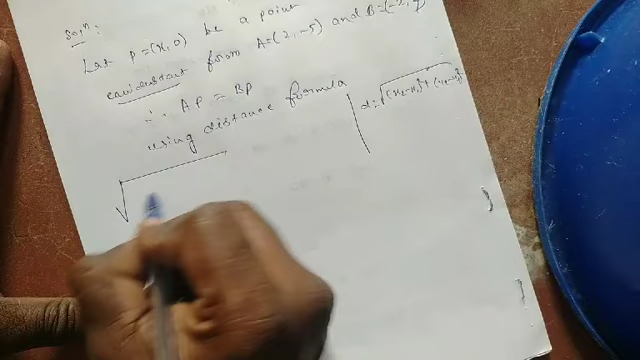 Soln:
Let P=(x,0) be a point
equidistant from A=(2,-5) and B=(-2,
∴ AP = BP
using distance formula
d=√(x₂-x₁)²+(y₂-y₁)²